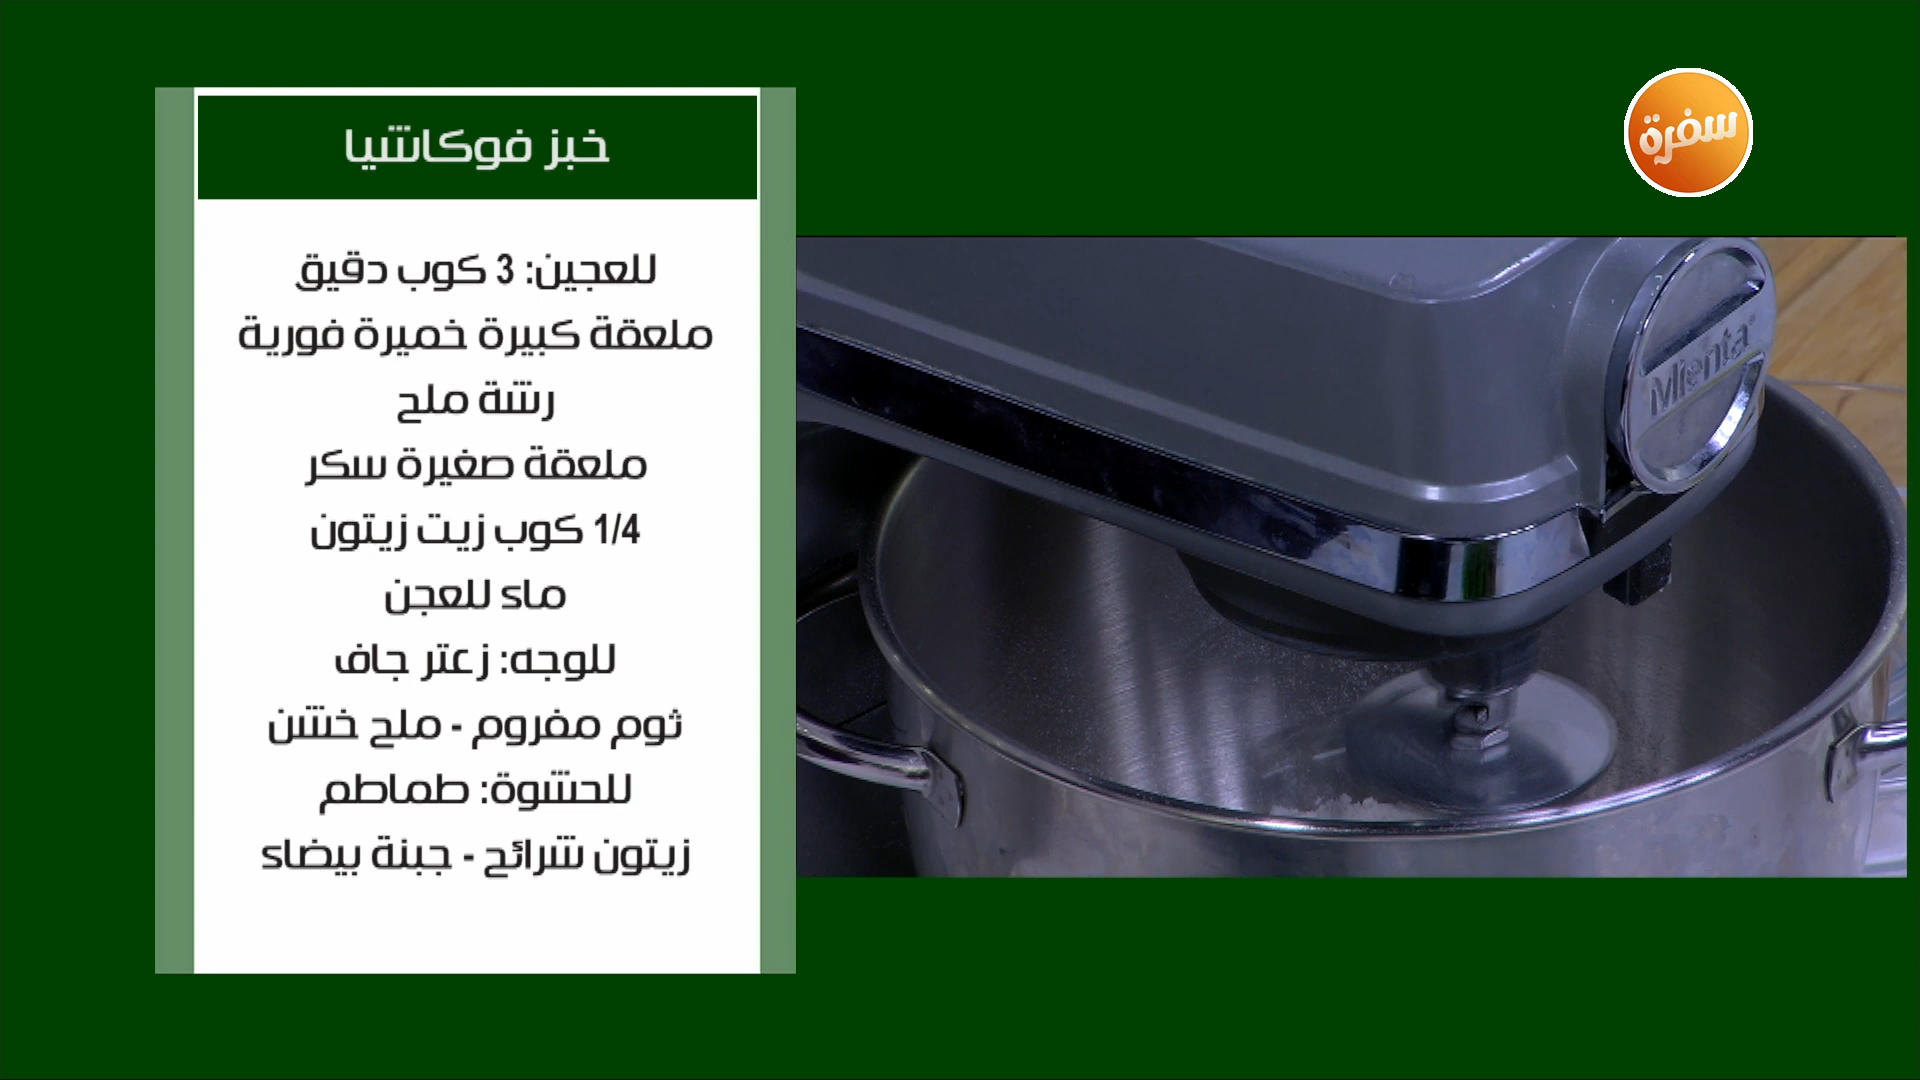 سفرة
خبز فوكاشيا
للعجين: 3 كوب دقيق
ملعقة كبيرة خميرة فورية
رشة ملح
ملعقة صغيرة سكر
1/4 كوب زيت زيتون
ماء للعجن
للوجه: زعتر جاف
ثوم مفروم - ملح خشن
للحشوة: طماطم
زيتون شرائح - جبنة بيضاء
Mienta